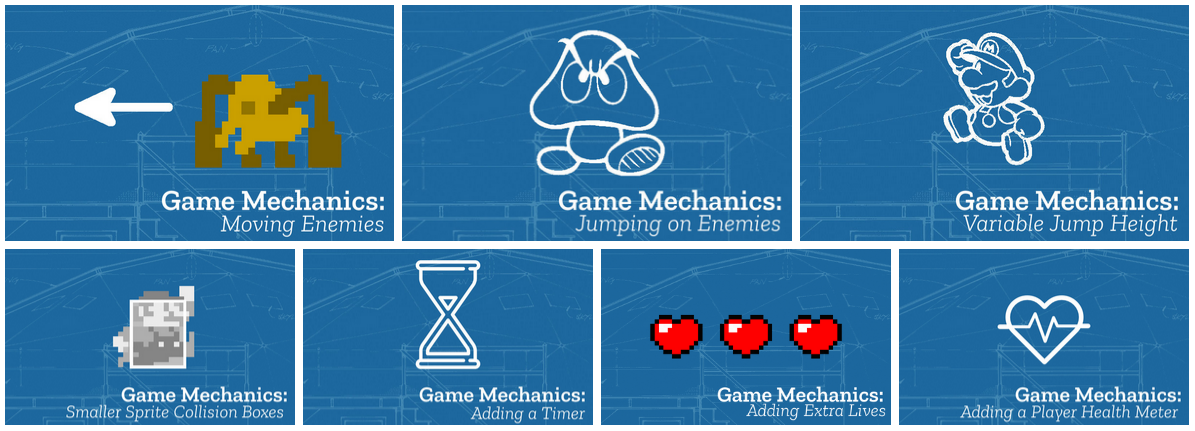 Game Mechanics:
Moving Enemies
Game Mechanics:
Jumping on Enemies
M
Game Mechanics:
Variable Jump Height
Game Mechanics:
Smaller Sprite Collision Boxes
Game Mechanics:
Adding a Timer
Game Mechanics:
Adding Extra Lives
Game Mechanics:
Adding a Player Health Meter